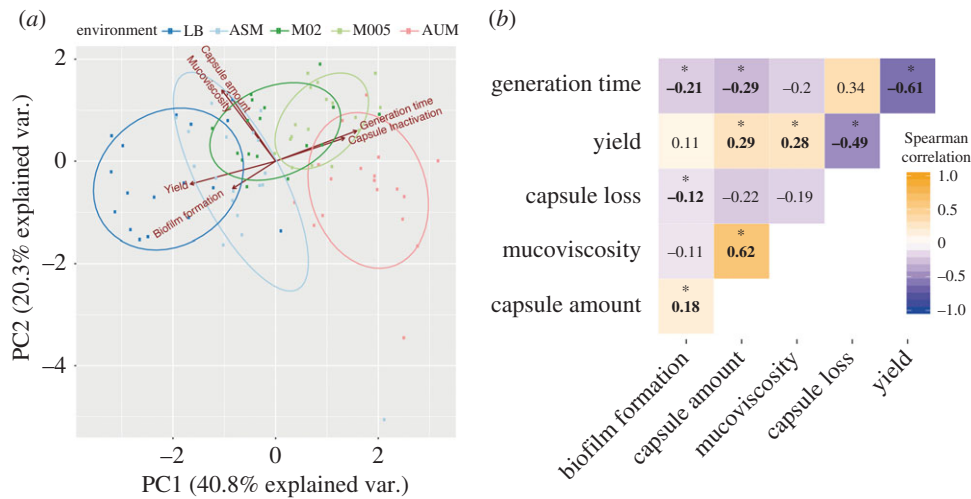 (a)
environment LB ASM M02 M005 AUM
2
0
−2
−4
PC2 (20.3% explained var.)
Capsule amount
Mucoviscosity
Generation time
Capsule Inactivation
Yield
Biofilm formation
−2 0 2
PC1 (40.8% explained var.)
(b)
generation time * −0.21 * −0.29 −0.2 0.34 * −0.61
yield 0.11 * 0.29 * 0.28 * −0.49
capsule loss * −0.12 −0.22 −0.19
mucoviscosity −0.11 * 0.62
capsule amount * 0.18
biofilm formation
capsule amount
mucoviscosity
capsule loss
yield
Spearman
correlation
1.0
0.5
0
−0.5
−1.0